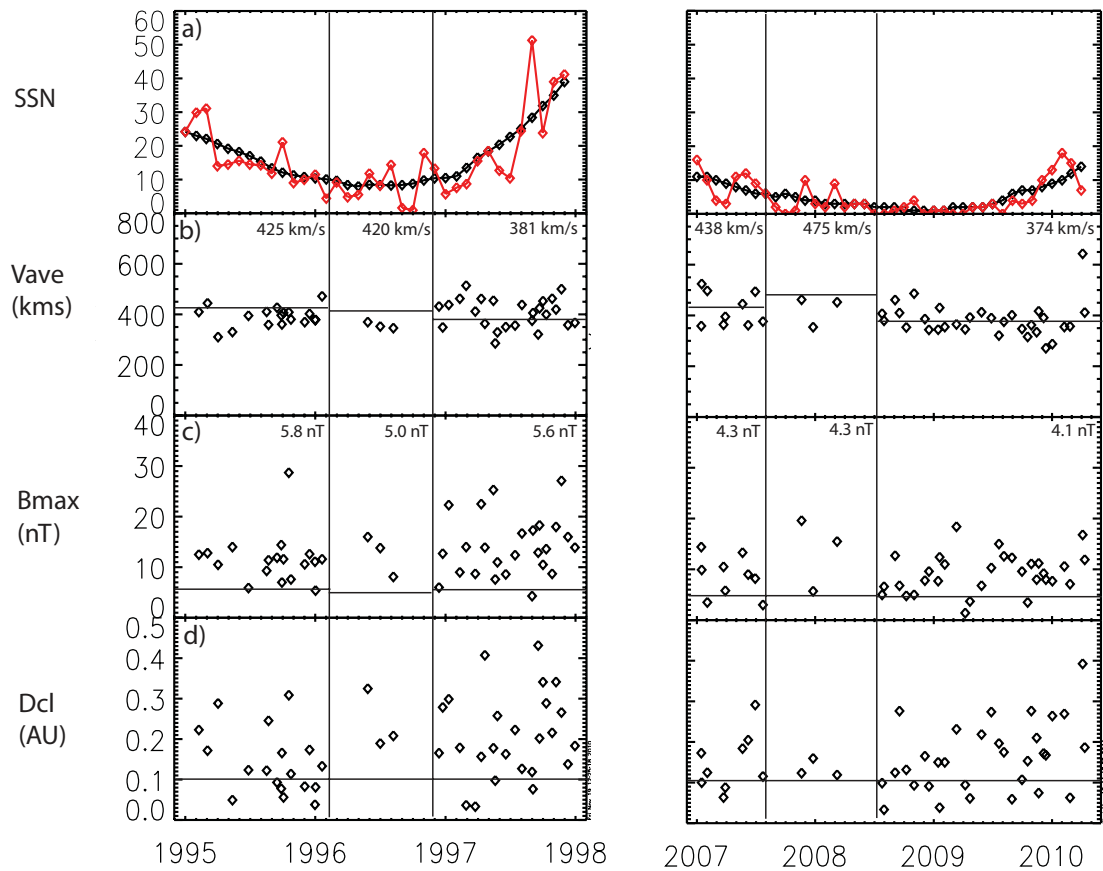 SSN
60
50
40
30
20
10
0
a)
Vave
(kms)
800
600
400
200
0
b)
425 km/s
420 km/s
381 km/s
438 km/s
475 km/s
374 km/s
Bmax
(nT)
40
30
20
10
0
c)
5.8 nT
5.0 nT
5.6 nT
4.3 nT
4.3 nT
4.1 nT
Dcl
(AU)
0.5
0.4
0.3
0.2
0.1
0.0
d)
1995
1996
1997
1998
2007
2008
2009
2010